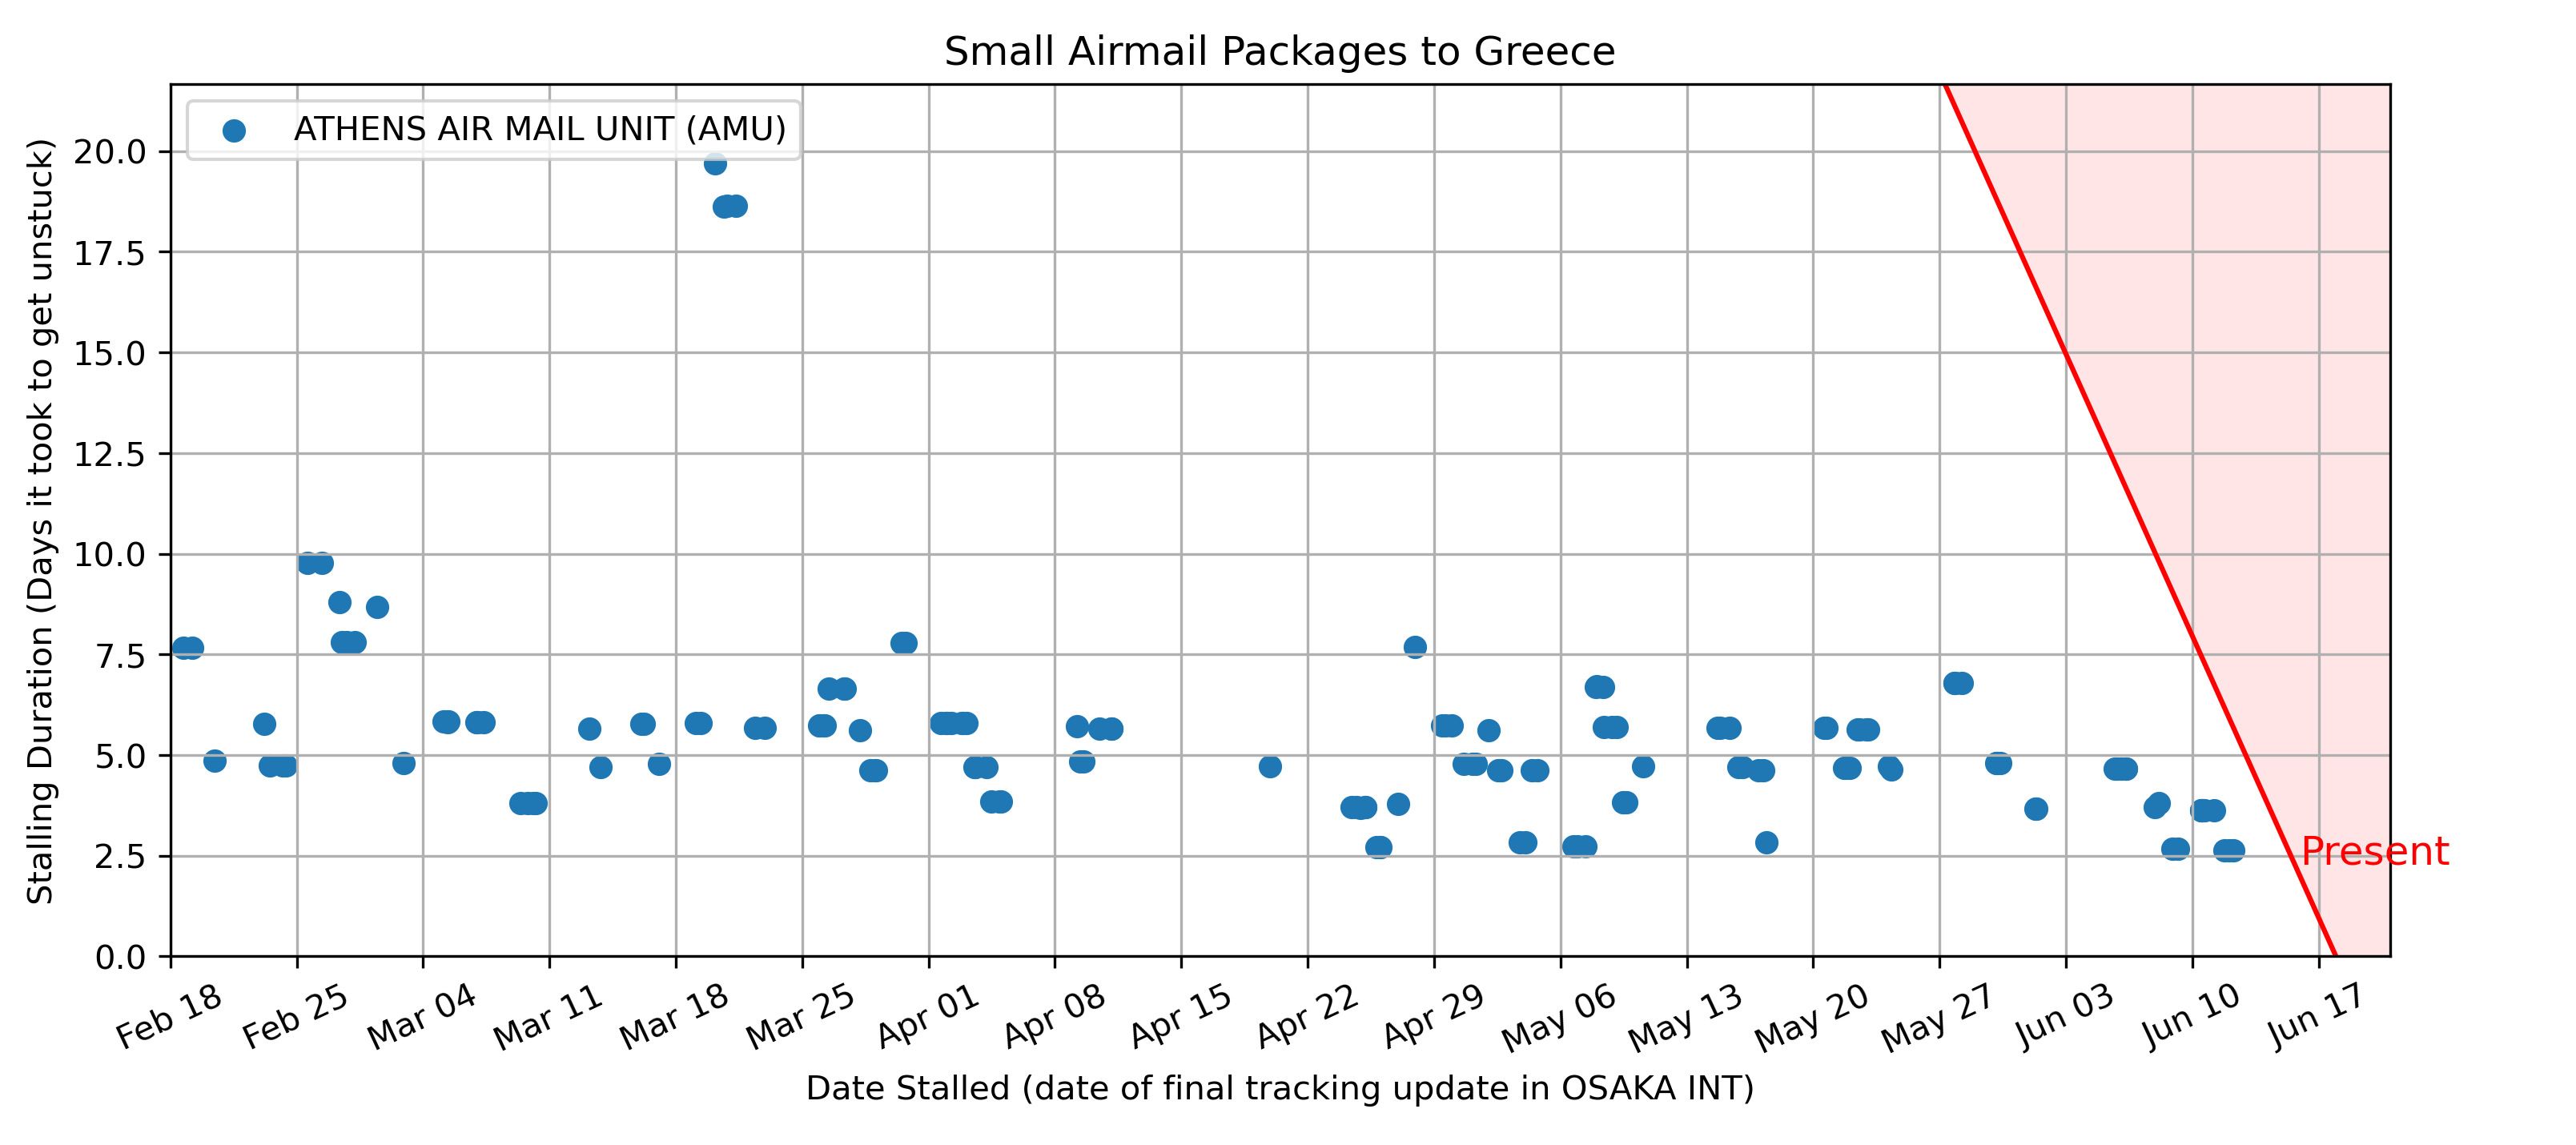 Small Airmail Packages to Greece
ATHENS AIR MAIL UNIT (AMU)
Stalling Duration (Days it took to get unstuck)
20.0
17.5
15.0
12.5
10.0
7.5
5.0
2.5
0.0
Present
Feb 18
Feb 25
Mar 04
Mar 11
Mar 18
Mar 25
Apr 01
Apr 08
Apr 15
Apr 22
Apr 29
May 06
May 13
May 20
May 27
Jun 03
Jun 10
Jun 17
Date Stalled (date of final tracking update in OSAKA INT)